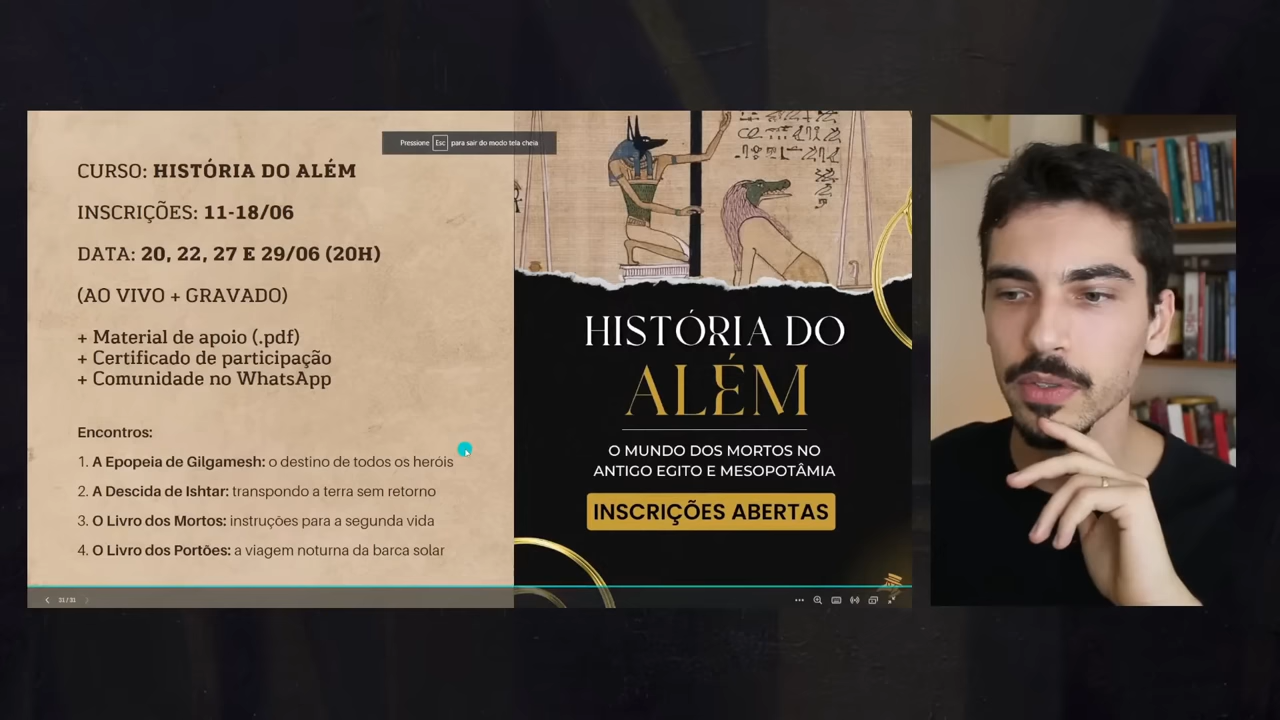 Pressione Esc para sair do modo tela cheia
CURSO: HISTÓRIA DO ALÉM
INSCRIÇÕES: 11-18/06
DATA: 20, 22, 27 E 29/06 (20H)
(AO VIVO + GRAVADO)
+ Material de apoio (.pdf)
+ Certificado de participação
+ Comunidade no WhatsApp
Encontros:
1. A Epopeia de Gilgamesh: o destino de todos os heróis
2. A Descida de Ishtar: transpondo a terra sem retorno
3. O Livro dos Mortos: instruções para a segunda vida
4. O Livro dos Portões: a viagem noturna da barca solar
31/31
HISTÓRIA DO
ALÉM
O MUNDO DOS MORTOS NO
ANTIGO EGITO E MESOPOTÂMIA
INSCRIÇÕES ABERTAS